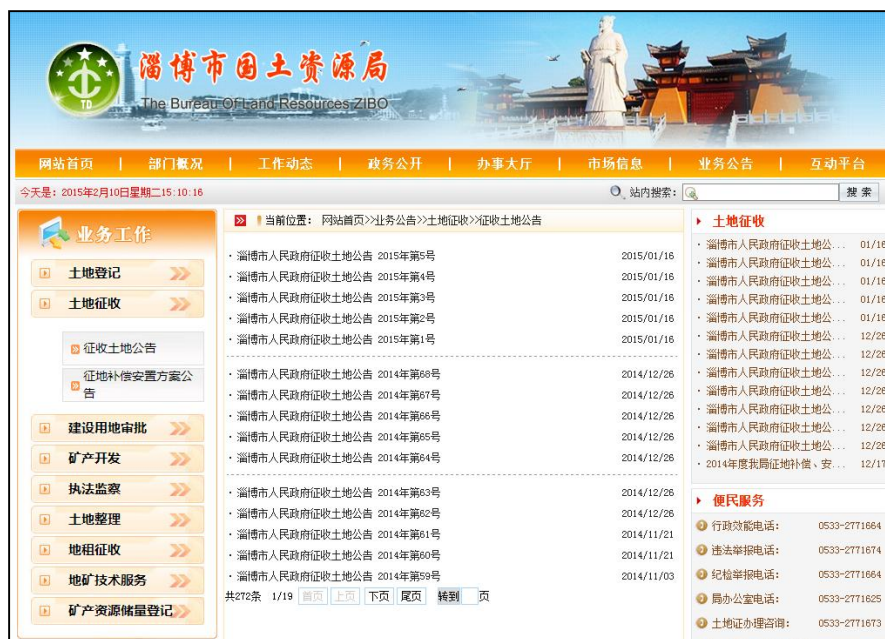 淄博市国土资源局
The Bureau Of Land Resources ZIBO
TD
网站首页 | 部门概况 | 工作动态 | 政务公开 | 办事大厅 | 市场信息 | 业务公告 | 互动平台
今天是：2015年2月10日星期二15:10:16
站内搜索：
搜 索
业务工作
土地登记
土地征收
征收土地公告
征地补偿安置方案公
告
建设用地审批
矿产开发
执法监察
土地整理
地租征收
地矿技术服务
矿产资源储量登记
当前位置： 网站首页>>业务公告>>土地征收>>征收土地公告
· 淄博市人民政府征收土地公告 2015年第5号 2015/01/16
· 淄博市人民政府征收土地公告 2015年第4号 2015/01/16
· 淄博市人民政府征收土地公告 2015年第3号 2015/01/16
· 淄博市人民政府征收土地公告 2015年第2号 2015/01/16
· 淄博市人民政府征收土地公告 2015年第1号 2015/01/16
· 淄博市人民政府征收土地公告 2014年第68号 2014/12/26
· 淄博市人民政府征收土地公告 2014年第67号 2014/12/26
· 淄博市人民政府征收土地公告 2014年第66号 2014/12/26
· 淄博市人民政府征收土地公告 2014年第65号 2014/12/26
· 淄博市人民政府征收土地公告 2014年第64号 2014/12/26
· 淄博市人民政府征收土地公告 2014年第63号 2014/12/26
· 淄博市人民政府征收土地公告 2014年第62号 2014/12/26
· 淄博市人民政府征收土地公告 2014年第61号 2014/11/21
· 淄博市人民政府征收土地公告 2014年第60号 2014/11/21
· 淄博市人民政府征收土地公告 2014年第59号 2014/11/03
共272条 1/19 首页 上页 下页 尾页 转到 页
土地征收
· 淄博市人民政府征收土地公... 01/16
· 淄博市人民政府征收土地公... 01/16
· 淄博市人民政府征收土地公... 01/16
· 淄博市人民政府征收土地公... 01/16
· 淄博市人民政府征收土地公... 01/16
· 淄博市人民政府征收土地公... 12/26
· 淄博市人民政府征收土地公... 12/26
· 淄博市人民政府征收土地公... 12/26
· 淄博市人民政府征收土地公... 12/26
· 淄博市人民政府征收土地公... 12/26
· 淄博市人民政府征收土地公... 12/26
· 淄博市人民政府征收土地公... 12/26
· 2014年度我局征地补偿、安... 12/17
便民服务
行政效能电话： 0533-2771664
违法举报电话： 0533-2771674
纪检举报电话： 0533-2771664
局办公室电话： 0533-2771625
土地证办理咨询： 0533-2771673